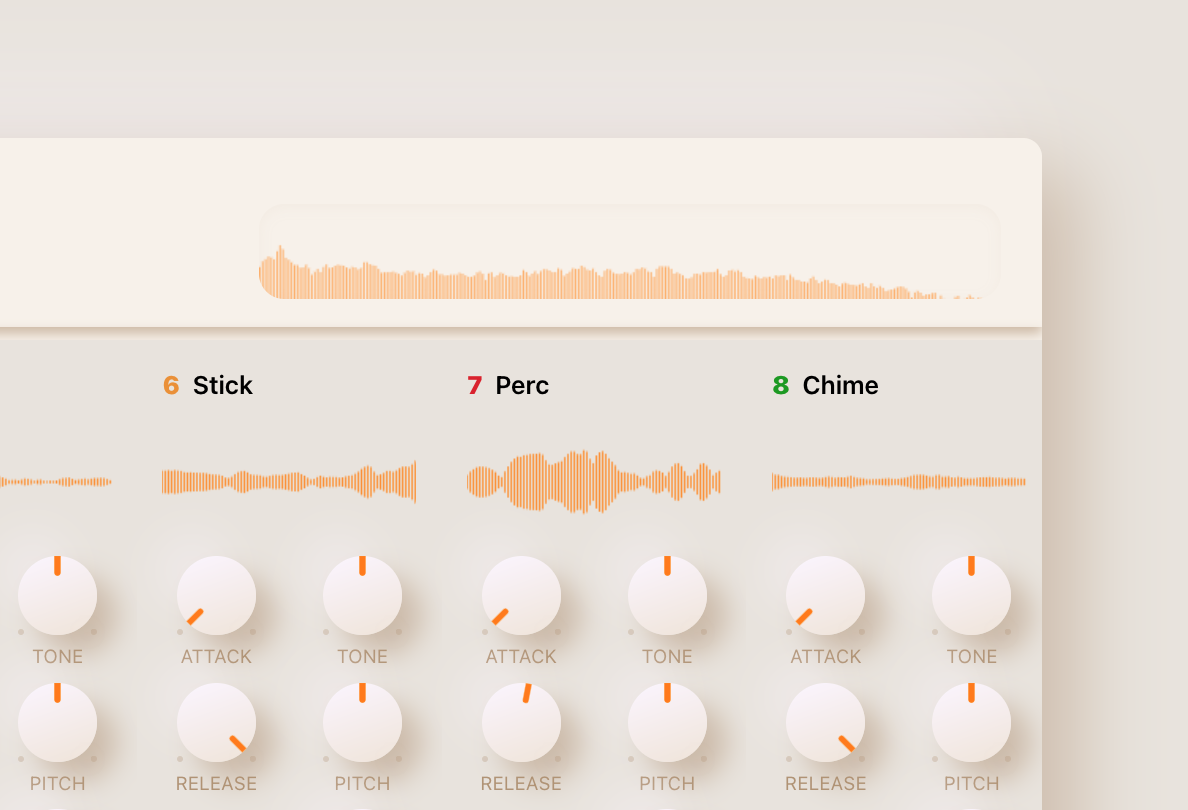 6 Stick
7 Perc
8 Chime
TONE ATTACK TONE ATTACK TONE ATTACK TONE
PITCH RELEASE PITCH RELEASE PITCH RELEASE PITCH